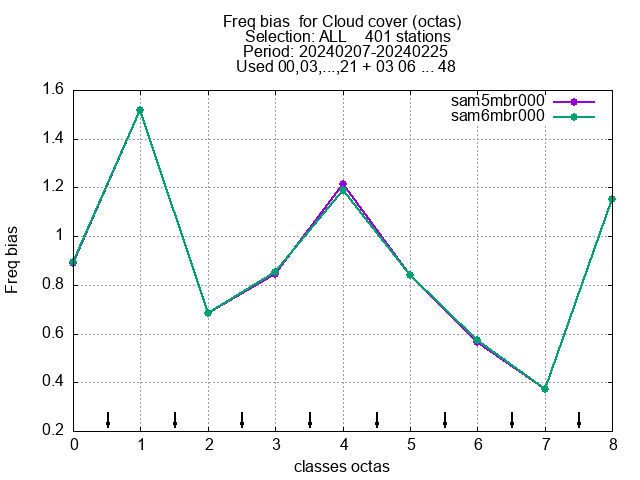 Freq bias  for Cloud cover (octas)
Selection: ALL    401 stations
Period: 20240207-20240225
Used 00,03,...,21 + 03 06 ... 48
sam5mbr000
sam6mbr000
1.6
1.4
1.2
1
0.8
0.6
0.4
0.2
Freq bias
0 1 2 3 4 5 6 7 8
classes octas